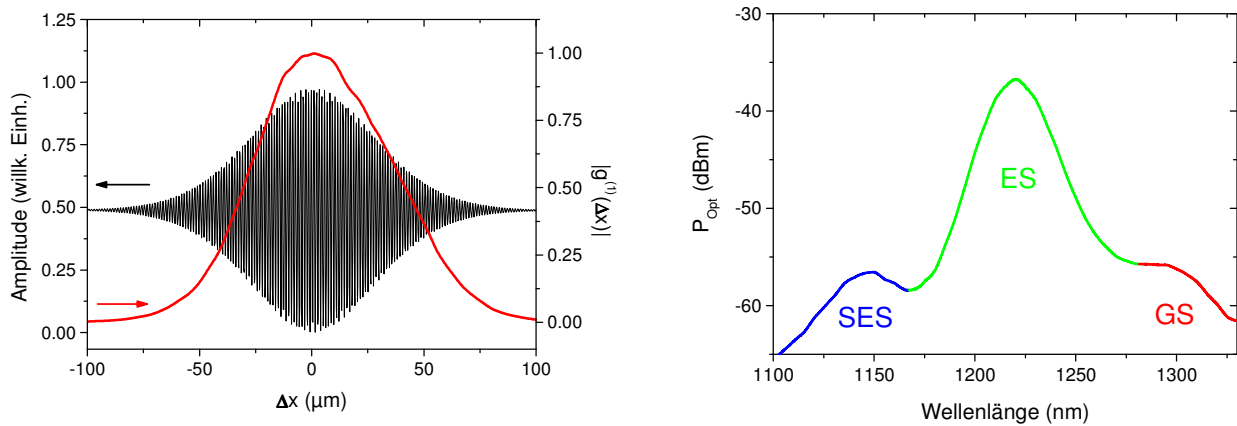 1.25
1.00
0.75
0.50
0.25
0.00
Amplitude (willk. Einh.)
-100 -50 0 50 100
Δx (µm)
1.00
0.75
0.50
0.25
0.00
|g⁽¹⁾(Δx)|
-30
-40
-50
-60
P_Opt (dBm)
ES
SES
GS
1100 1150 1200 1250 1300
Wellenlänge (nm)